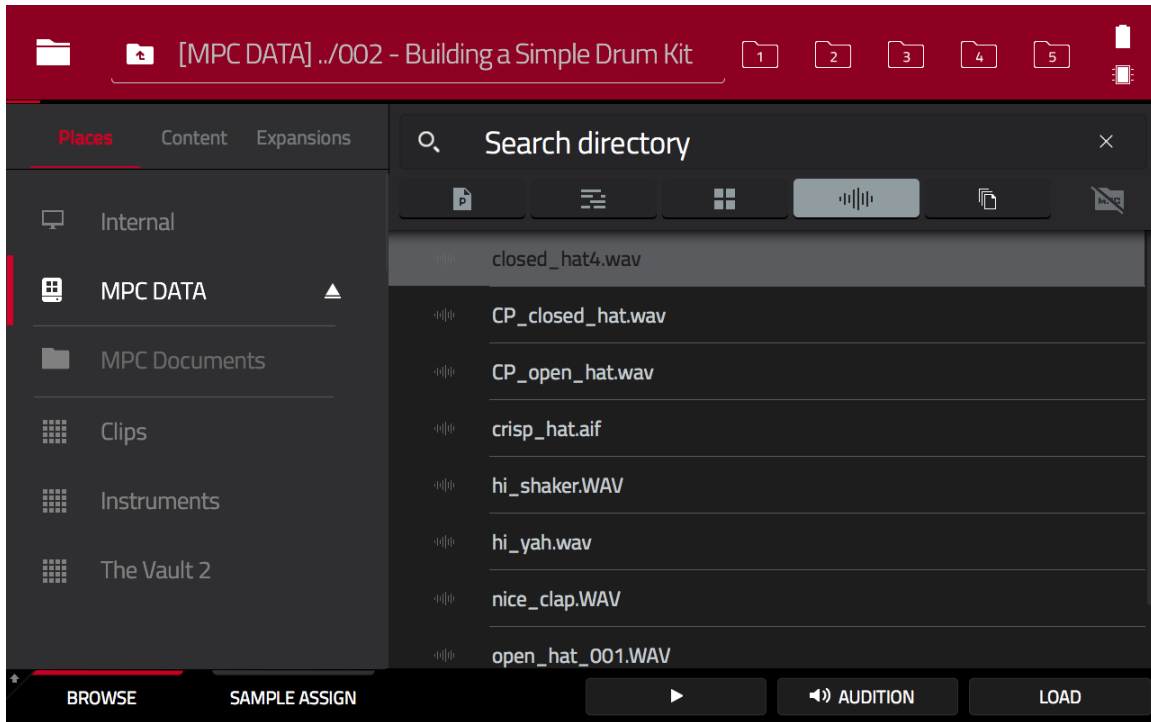 [MPC DATA] ../002 - Building a Simple Drum Kit
1 2 3 4 5
Places Content Expansions
Search directory
P
MPC
Internal
MPC DATA
MPC Documents
Clips
Instruments
The Vault 2
closed_hat4.wav
CP_closed_hat.wav
CP_open_hat.wav
crisp_hat.aif
hi_shaker.WAV
hi_yah.wav
nice_clap.WAV
open_hat_001.WAV
BROWSE SAMPLE ASSIGN AUDITION LOAD